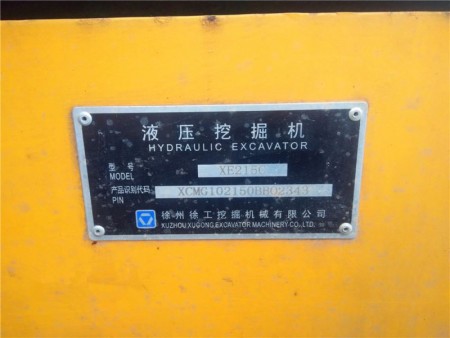 液压挖掘机
HYDRAULIC EXCAVATOR
型号
MODEL XE215C
产品识别代码
PIN
徐州徐工挖掘机械有限公司
XUZHOU XUGONG EXCAVATOR MACHINERY CO.,LTD.